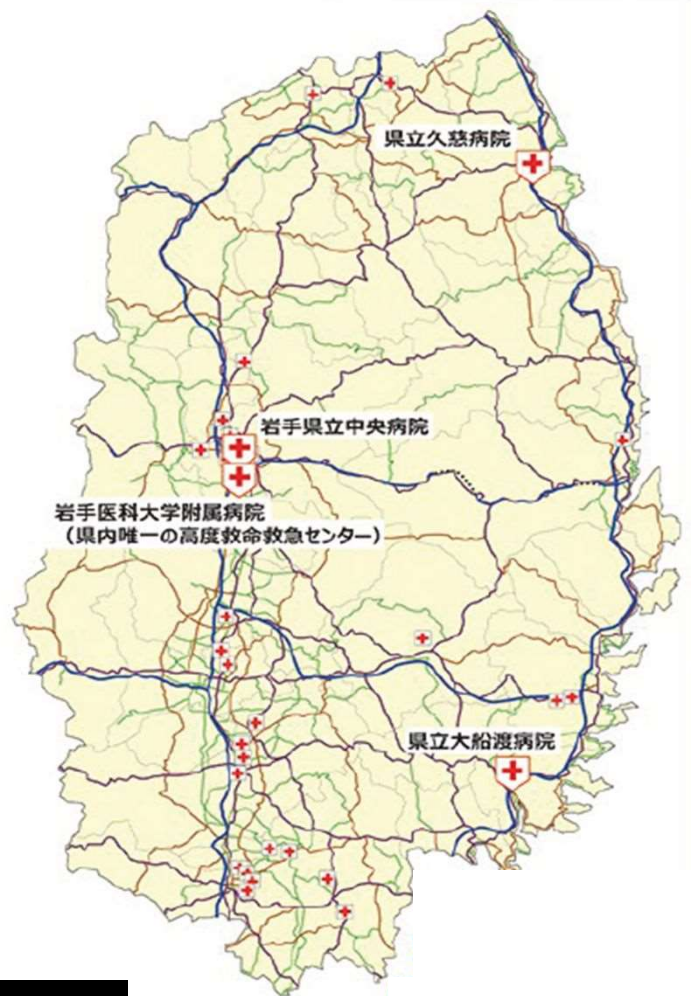 県立久慈病院
岩手県立中央病院
岩手医科大学附属病院
（県内唯一の高度救命救急センター）
県立大船渡病院